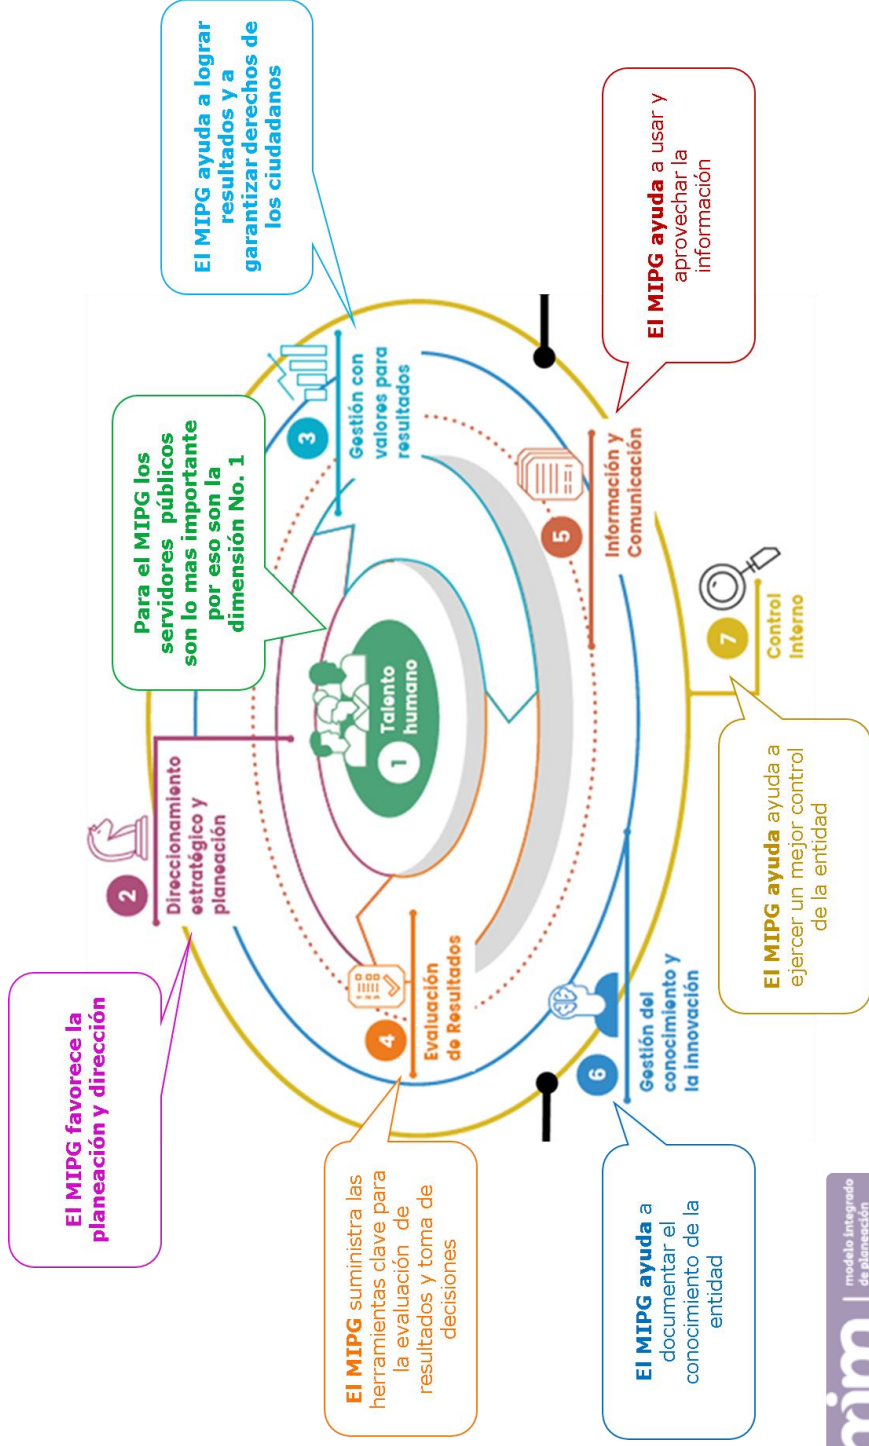 El MIPG favorece la
planeación y dirección
Para el MIPG los
servidores públicos
son lo mas importante
por eso son la
dimensión No. 1
El MIPG ayuda a lograr
resultados y a
garantizar derechos de
los ciudadanos
2
Direccionamiento
estratégico y
planeación
3
Gestión con
valores para
resultados
1
Talento
humano
El MIPG suministra las
herramientas clave para
la evaluación de
resultados y toma de
decisiones
4
Evaluación
de Resultados
5
Información y
Comunicación
El MIPG ayuda a usar y
aprovechar la
información
El MIPG ayuda a
documentar el
conocimiento de la
entidad
6
Gestión del
conocimiento y
la innovación
7
Control
Interno
El MIPG ayuda ayuda a
ejercer un mejor control
de la entidad
modelo integrado
de planeación